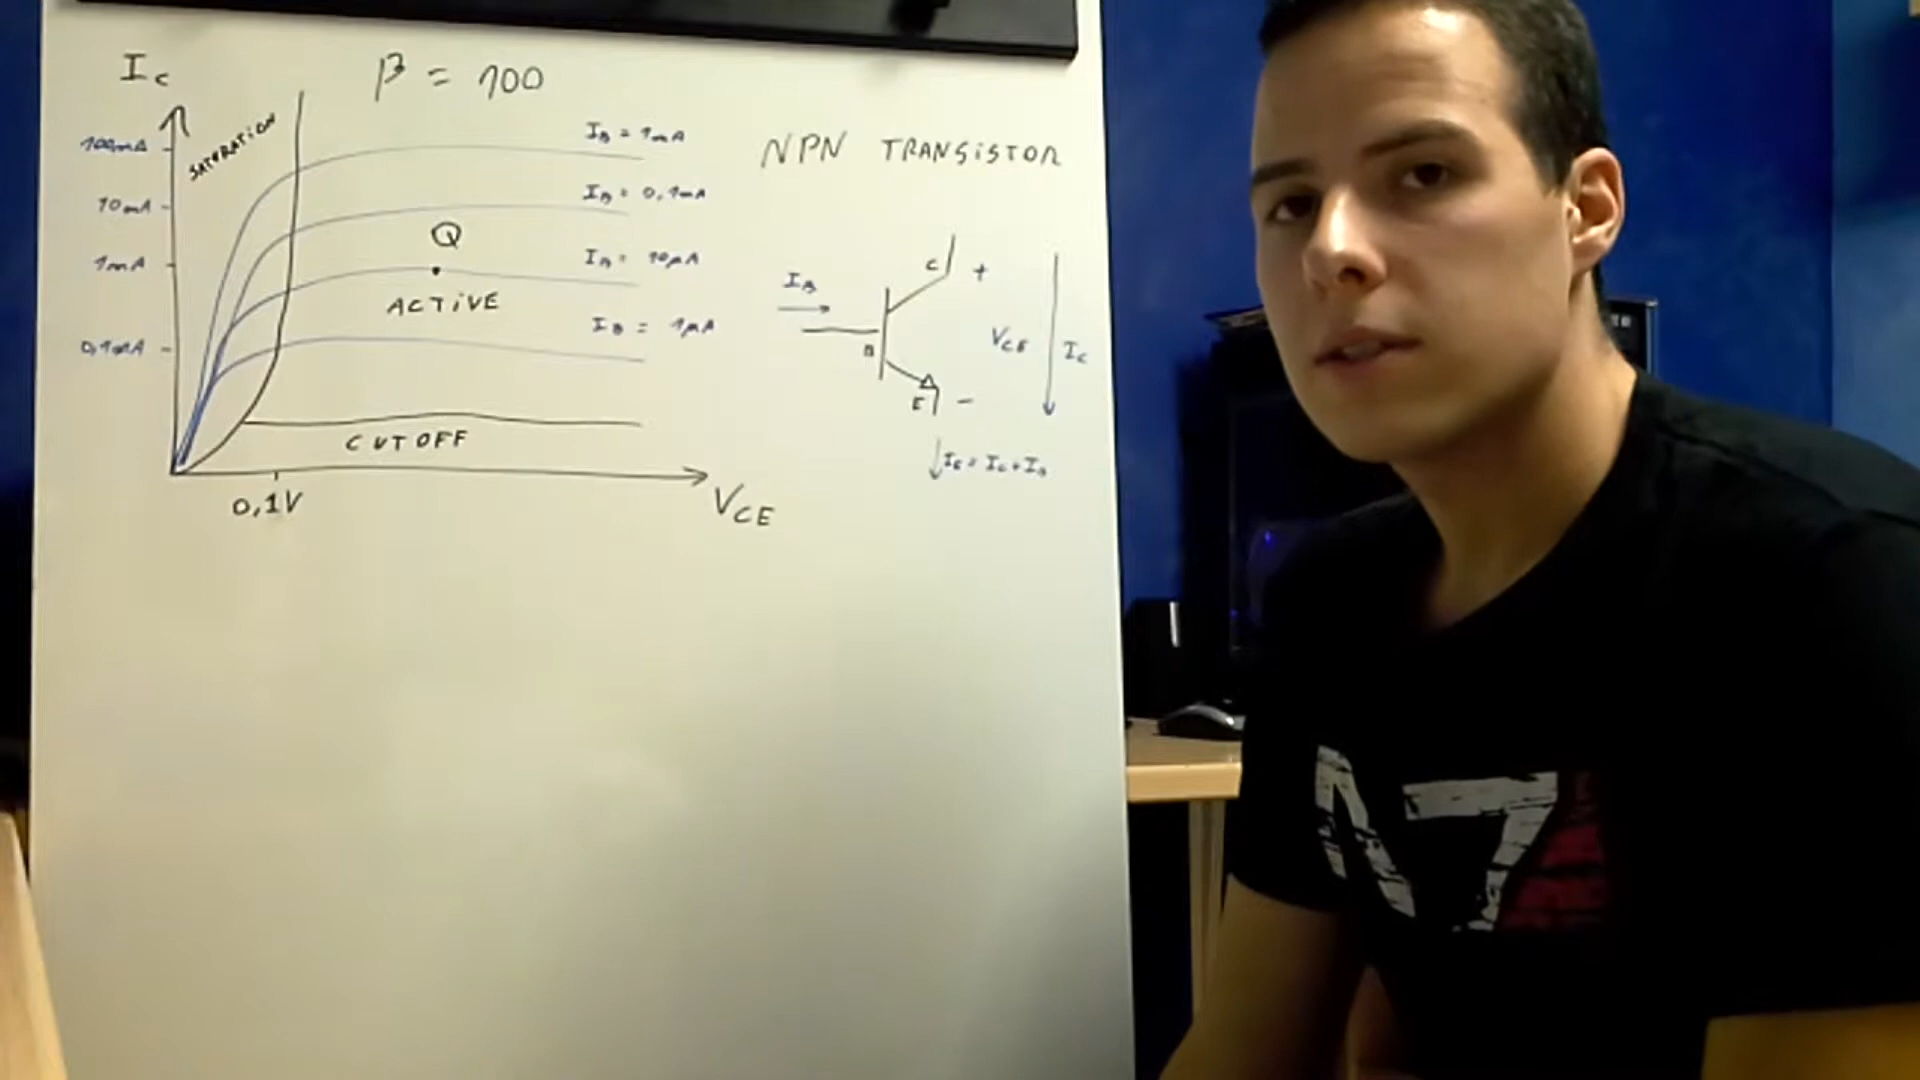 Ic
β = 100
SATURATION
100mA
10mA
1mA
0,1mA
IB = 1mA
IB = 0,1mA
IB = 10μA
IB = 1μA
Q
ACTIVE
CUTOFF
0,1V
VCE
NPN TRANSISTOR
IB
C
+
B
E
-
VCE
Ic
IE = Ic + IB
N7